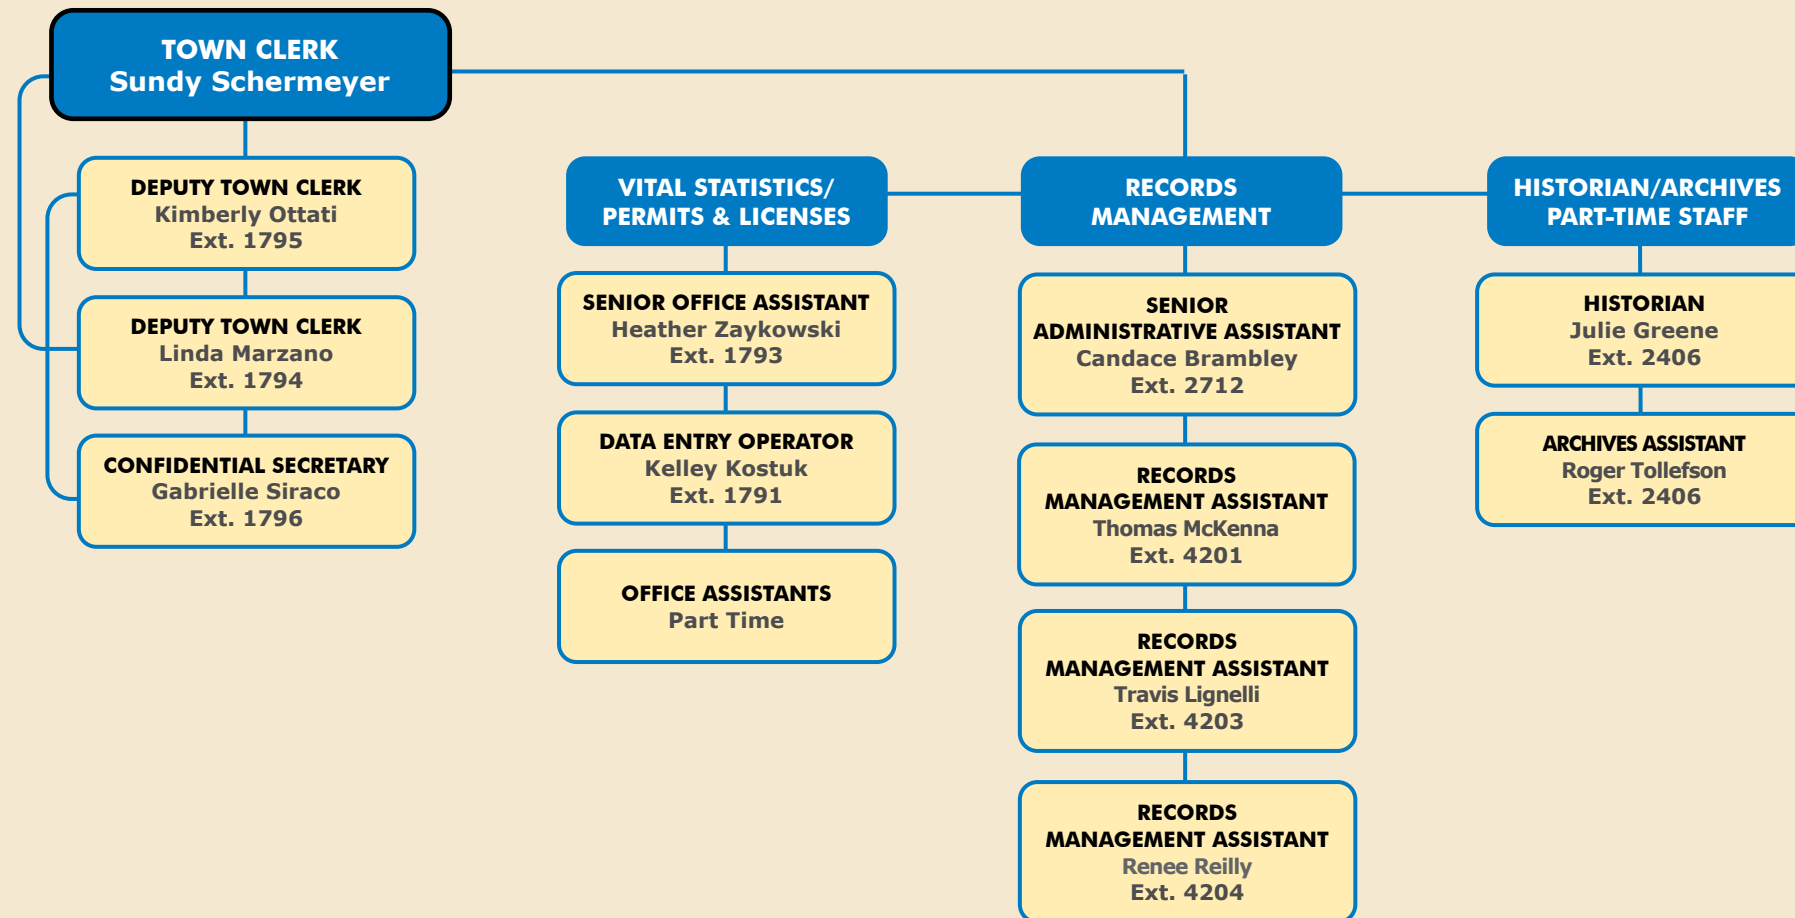 TOWN CLERK
Sundy Schermeyer
DEPUTY TOWN CLERK
Kimberly Ottati
Ext. 1795
DEPUTY TOWN CLERK
Linda Marzano
Ext. 1794
CONFIDENTIAL SECRETARY
Gabrielle Siraco
Ext. 1796
VITAL STATISTICS/
PERMITS & LICENSES
SENIOR OFFICE ASSISTANT
Heather Zaykowski
Ext. 1793
DATA ENTRY OPERATOR
Kelley Kostuk
Ext. 1791
OFFICE ASSISTANTS
Part Time
RECORDS
MANAGEMENT
SENIOR
ADMINISTRATIVE ASSISTANT
Candace Brambley
Ext. 2712
RECORDS
MANAGEMENT ASSISTANT
Thomas McKenna
Ext. 4201
RECORDS
MANAGEMENT ASSISTANT
Travis Lignelli
Ext. 4203
RECORDS
MANAGEMENT ASSISTANT
Renee Reilly
Ext. 4204
HISTORIAN/ARCHIVES
PART-TIME STAFF
HISTORIAN
Julie Greene
Ext. 2406
ARCHIVES ASSISTANT
Roger Tollefson
Ext. 2406